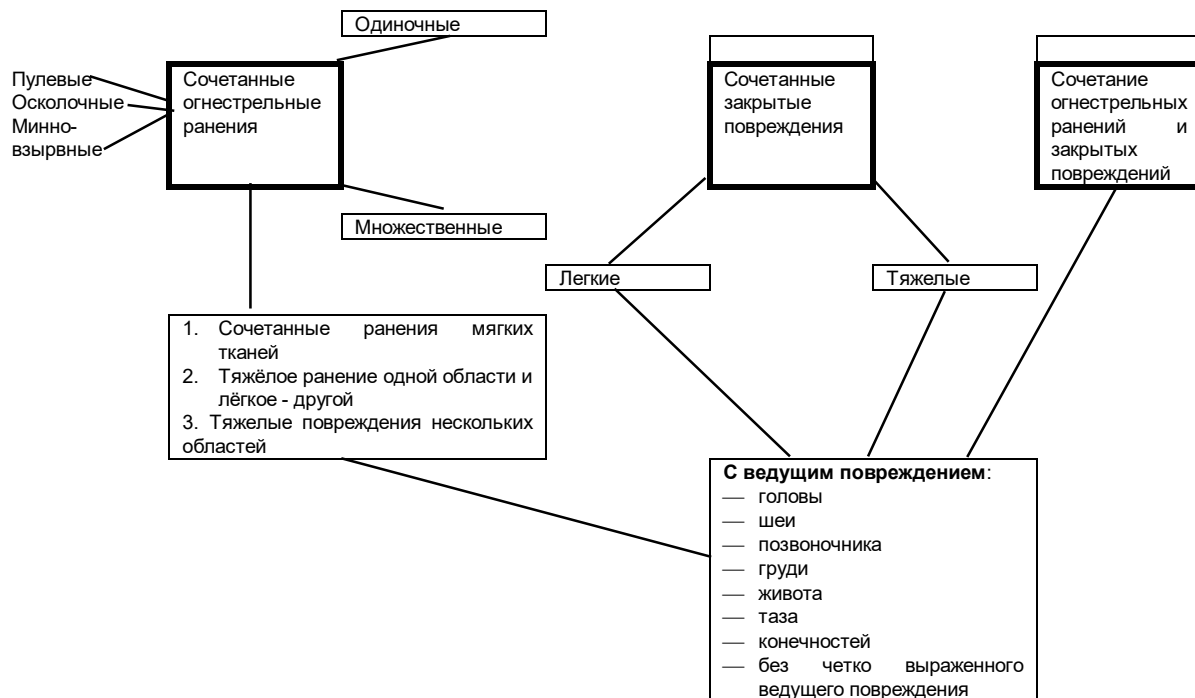 Одиночные
Пулевые
Осколочные
Минно-
взрывные
Сочетанные
огнестрельные
ранения
Сочетанные
закрытые
повреждения
Сочетание
огнестрельных
ранений и
закрытых
повреждений
Множественные
Легкие
Тяжелые
1. Сочетанные ранения мягких
тканей
2. Тяжёлое ранение одной области и
лёгкое - другой
3. Тяжелые повреждения нескольких
областей
С ведущим повреждением:
— головы
— шеи
— позвоночника
— груди
— живота
— таза
— конечностей
— без четко выраженного
ведущего повреждения